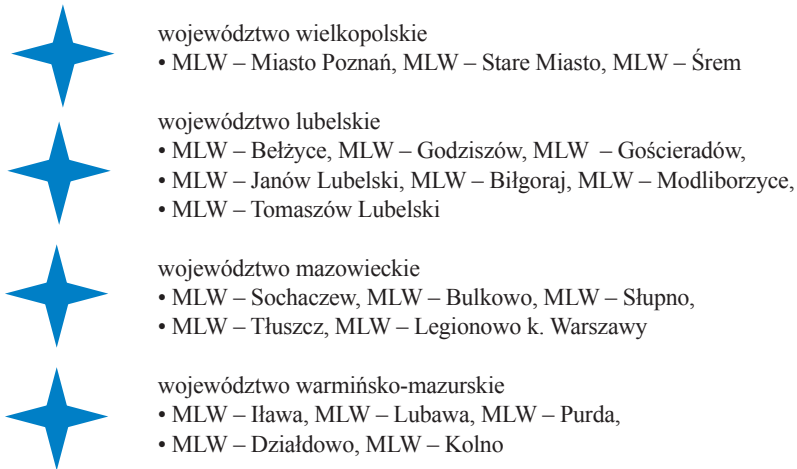 województwo wielkopolskie
• MLW – Miasto Poznań, MLW – Stare Miasto, MLW – Śrem
województwo lubelskie
• MLW – Bełżyce, MLW – Godziszów, MLW – Gościeradów,
• MLW – Janów Lubelski, MLW – Biłgoraj, MLW – Modliborzyce,
• MLW – Tomaszów Lubelski
województwo mazowieckie
• MLW – Sochaczew, MLW – Bulkowo, MLW – Słupno,
• MLW – Tłuszcz, MLW – Legionowo k. Warszawy
województwo warmińsko-mazurskie
• MLW – Iława, MLW – Lubawa, MLW – Purda,
• MLW – Działdowo, MLW – Kolno